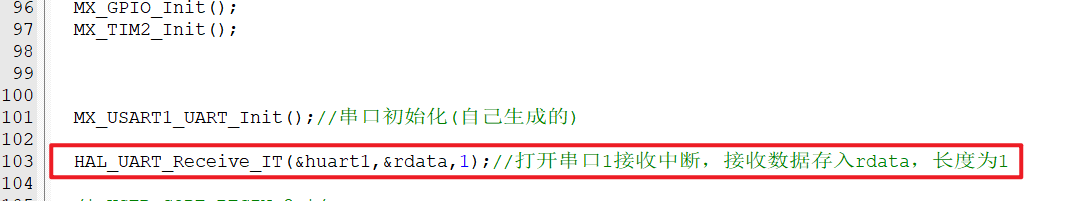 96 MX_GPIO_Init();
97 MX_TIM2_Init();
98
99
100
101 MX_USART1_UART_Init();//串口初始化(自己生成的)
102
103 HAL_UART_Receive_IT(&huart1,&rdata,1);//打开串口1接收中断，接收数据存入rdata，长度为1
104